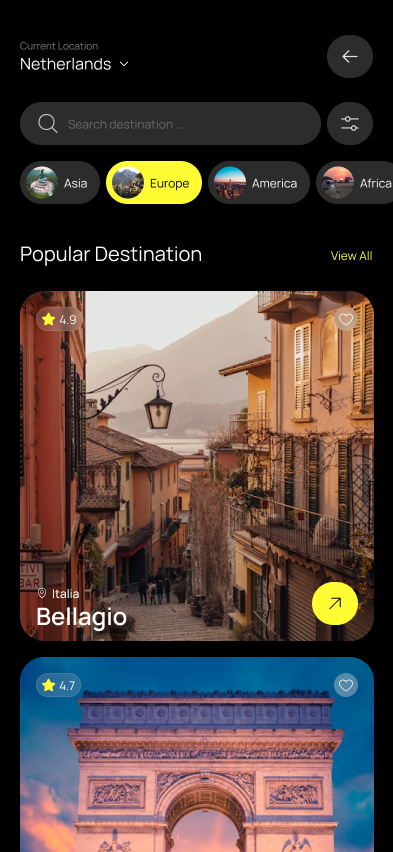 Current Location
Netherlands
Search destination ...
Asia
Europe
America
Africa
Popular Destination
View All
4.9
TIVI
BAR
Italia
Bellagio
4.7